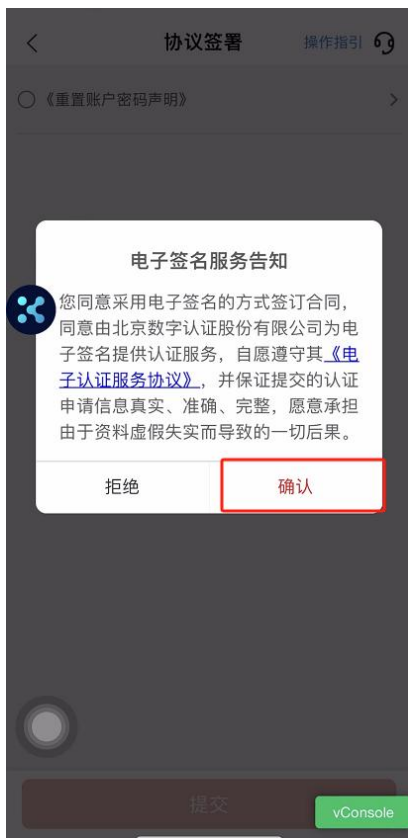 协议签署 操作指引
《重置账户密码声明》
电子签名服务告知
您同意采用电子签名的方式签订合同，
同意由北京数字认证股份有限公司为电
子签名提供认证服务，自愿遵守其《电
子认证服务协议》，并保证提交的认证
申请信息真实、准确、完整，愿意承担
由于资料虚假失实而导致的一切后果。
拒绝 确认
提交
vConsole